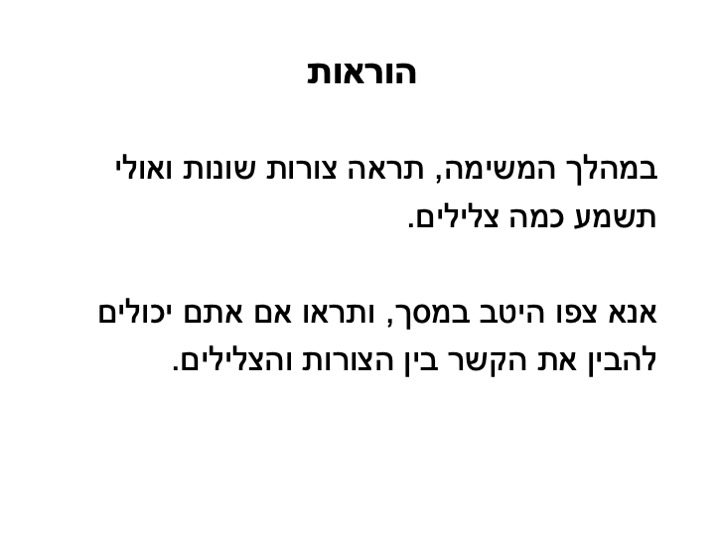 הוראות
במהלך המשימה, תראה צורות שונות ואולי
תשמע כמה צלילים.
אנא צפו היטב במסך, ותראו אם אתם יכולים
להבין את הקשר בין הצורות והצלילים.